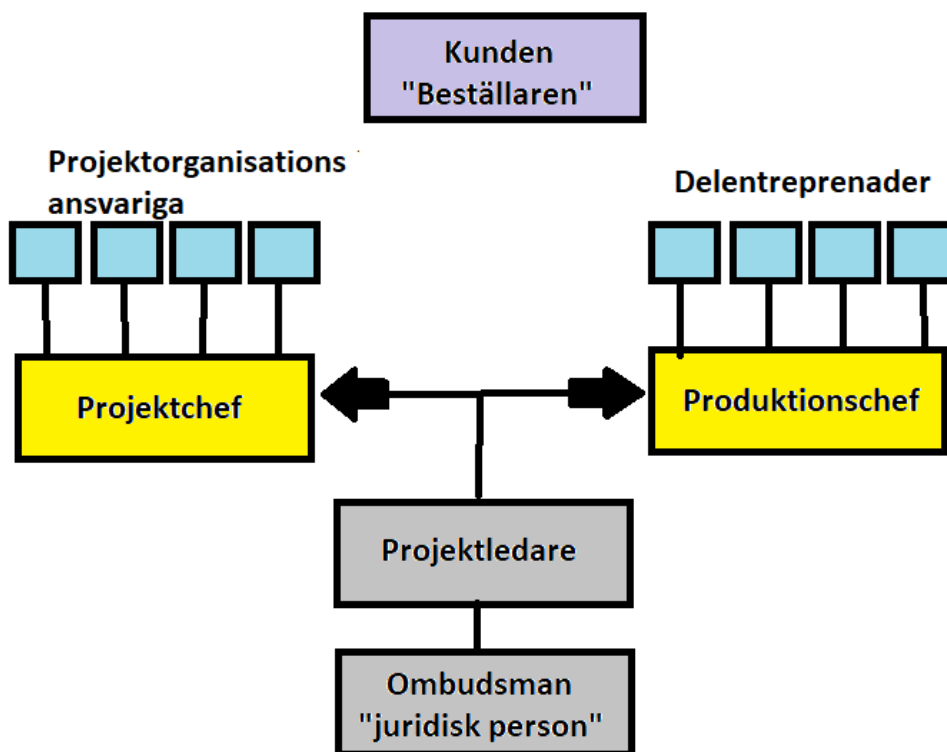 Kunden
"Beställaren"
Projektorganisations
ansvariga
Delentreprenader
Projektchef
Produktionschef
Projektledare
Ombudsman
"juridisk person"